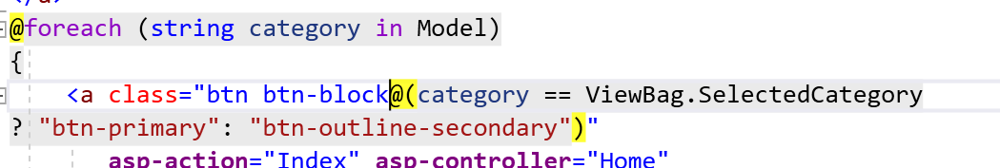 @foreach (string category in Model)
{
<a class="btn btn-block@(category == ViewBag.SelectedCategory
? "btn-primary": "btn-outline-secondary")"
asp-action="Index" asp-controller="Home"